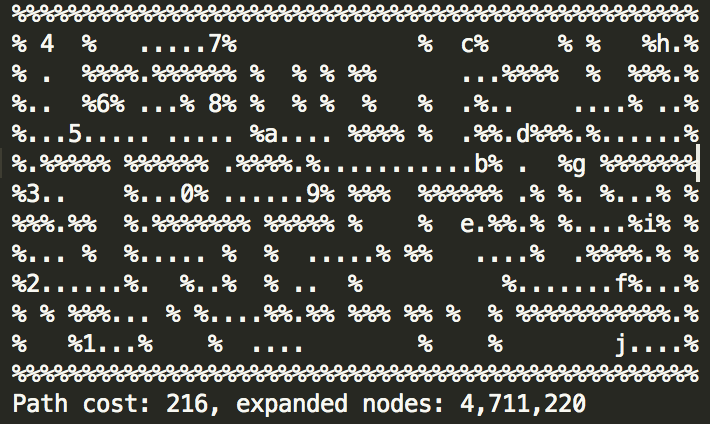 %%%%%%%%%%%%%%%%%%%%%%%%%%%%%%%%%%%%%%%%%%%%%%%%%
% 4  %   .....7%             %  c%     % %   %h.%
% .  %%%%.%%%%%% %  % % %%      ...%%%%  %  %%%.%
%..  %6% ...% 8% %  % %  %   %  .%..    ....% ..%
%...5..... ..... %a.... %%%% %  .%%.d%%%.%......%
%.%%%%% %%%%%% .%%%%.%...........b% .  %g %%%%%%%
%3..    %...0% ......9% %%%  %%%%%% .% %. %...% %
%%%.%%  %.%%%%%%% %%%%% %    %  e.%%.% %....%i% %
%... %  %..... %  %  .....% %%   ....%  .%%%%.% %
%2......%.  %..%  % ..  %          %.......f%...%
% % %%%... % %....%%.%% %%% %% %  % %%%%%%%%%%%.%
%   %1...%    %  ....        %    %        j....%
%%%%%%%%%%%%%%%%%%%%%%%%%%%%%%%%%%%%%%%%%%%%%%%%%
Path cost: 216, expanded nodes: 4,711,220